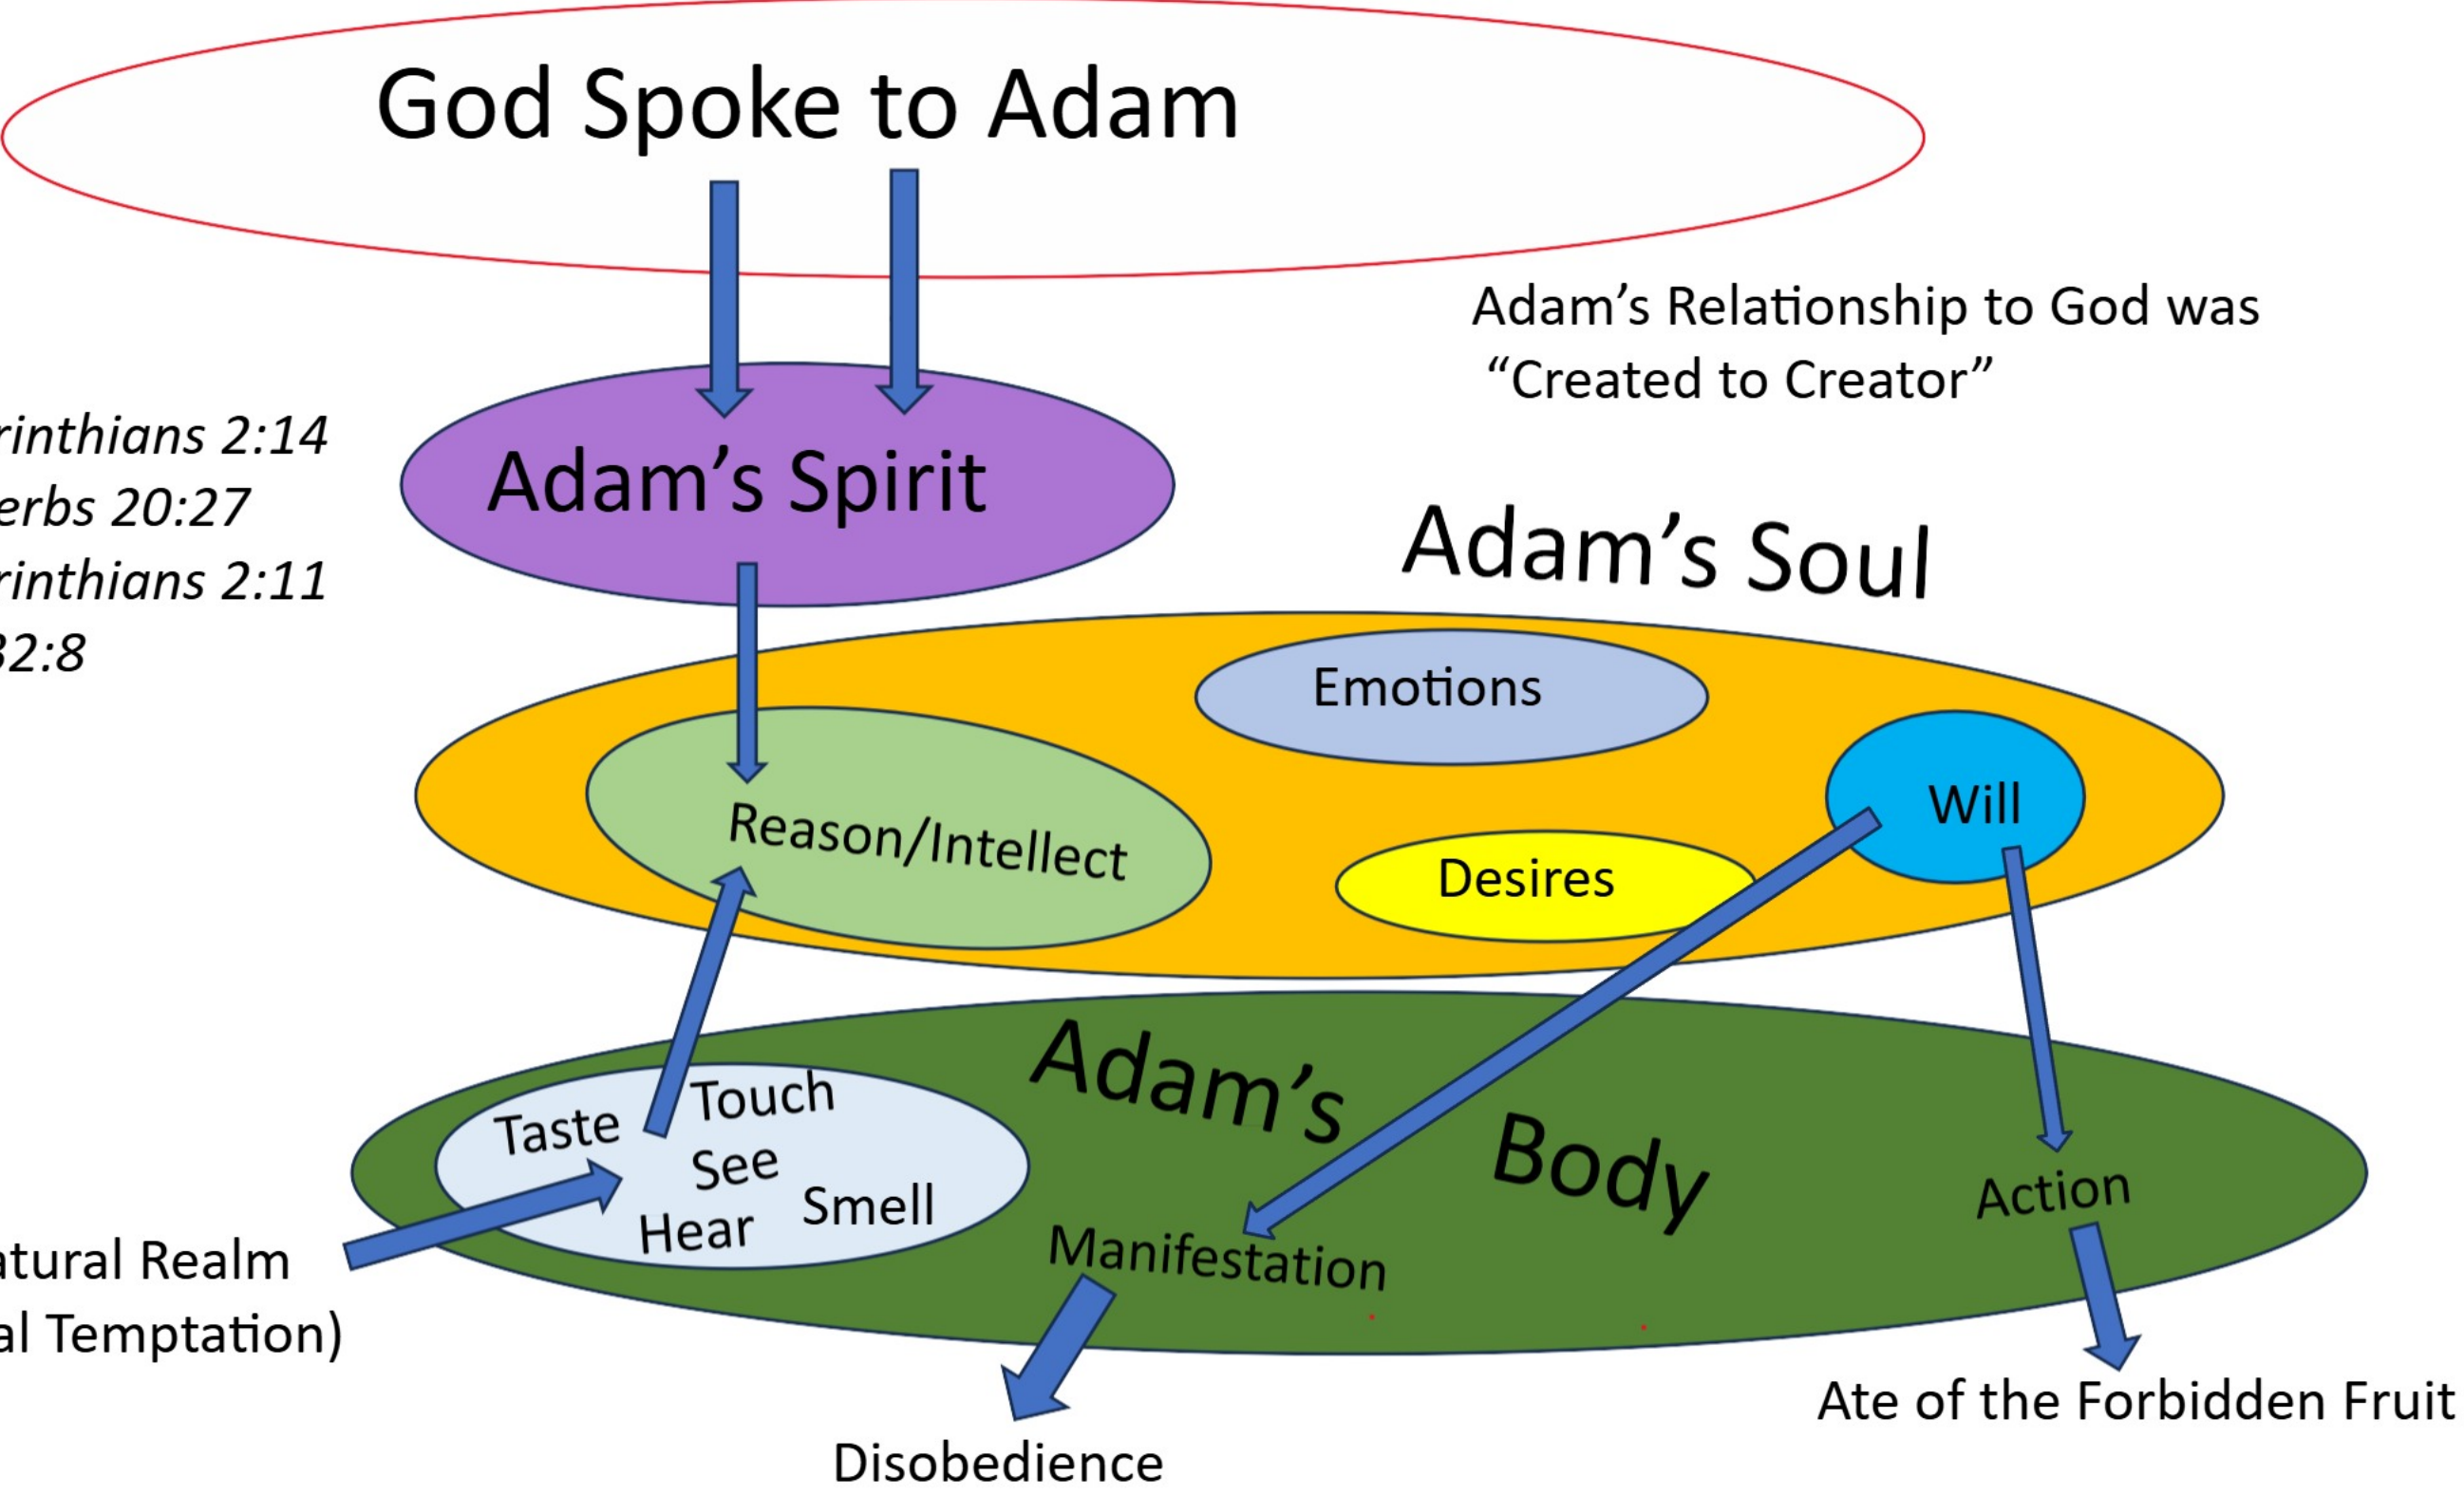 God Spoke to Adam
Adam’s Relationship to God was
“Created to Creator”
rinthians 2:14
erbs 20:27
rinthians 2:11
32:8
Adam’s Spirit
Adam’s Soul
Emotions
Will
Reason/Intellect
Desires
Adam’s
Body
Taste
Touch
See
Smell
Hear
Action
Manifestation
atural Realm
al Temptation)
Ate of the Forbidden Fruit
Disobedience